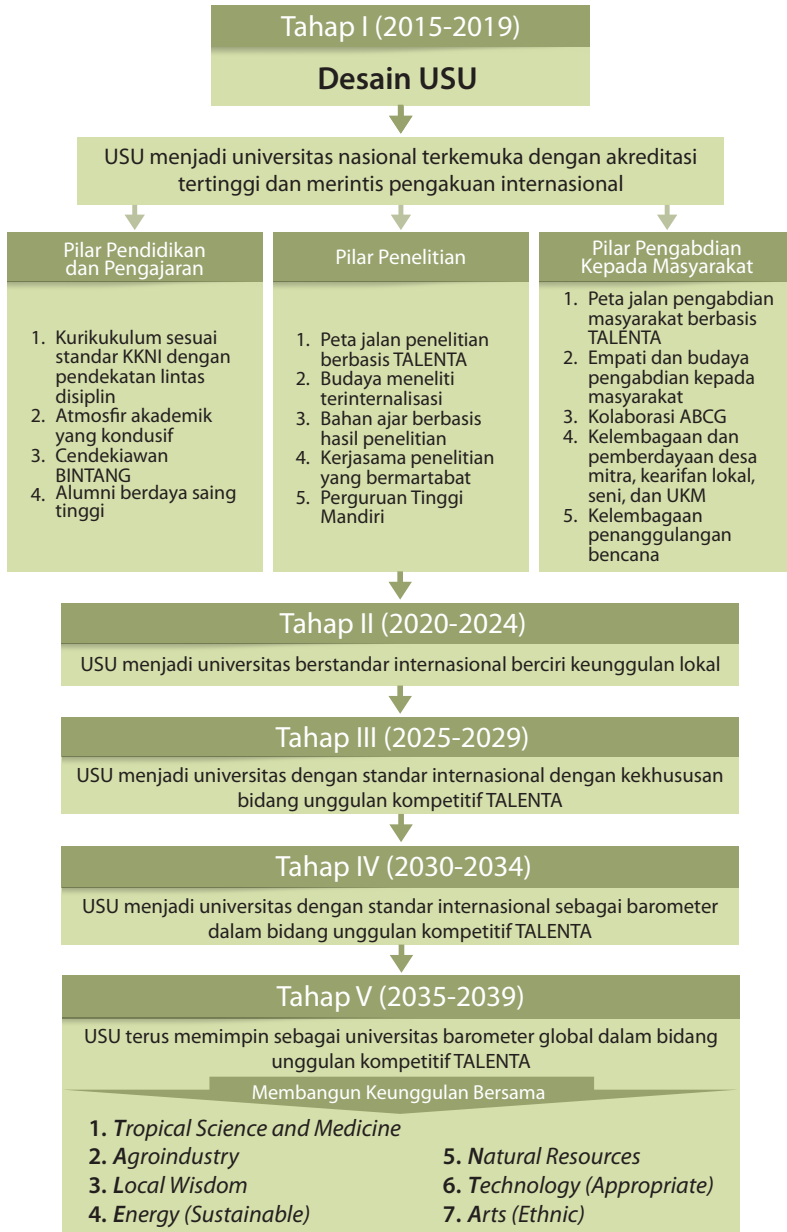 Tahap I (2015-2019)
Desain USU
USU menjadi universitas nasional terkemuka dengan akreditasi
tertinggi dan merintis pengakuan internasional
Pilar Pendidikan
dan Pengajaran
1. Kurikukulum sesuai
standar KKNI dengan
pendekatan lintas
disiplin
2. Atmosfir akademik
yang kondusif
3. Cendekiawan
BINTANG
4. Alumni berdaya saing
tinggi
Pilar Penelitian
1. Peta jalan penelitian
berbasis TALENTA
2. Budaya meneliti
terinternalisasi
3. Bahan ajar berbasis
hasil penelitian
4. Kerjasama penelitian
yang bermartabat
5. Perguruan Tinggi
Mandiri
Pilar Pengabdian
Kepada Masyarakat
1. Peta jalan pengabdian
masyarakat berbasis
TALENTA
2. Empati dan budaya
pengabdian kepada
masyarakat
3. Kolaborasi ABCG
4. Kelembagaan dan
pemberdayaan desa
mitra, kearifan lokal,
seni, dan UKM
5. Kelembagaan
penanggulangan
bencana
Tahap II (2020-2024)
USU menjadi universitas berstandar internasional berciri keunggulan lokal
Tahap III (2025-2029)
USU menjadi universitas dengan standar internasional dengan kekhususan
bidang unggulan kompetitif TALENTA
Tahap IV (2030-2034)
USU menjadi universitas dengan standar internasional sebagai barometer
dalam bidang unggulan kompetitif TALENTA
Tahap V (2035-2039)
USU terus memimpin sebagai universitas barometer global dalam bidang
unggulan kompetitif TALENTA
Membangun Keunggulan Bersama
1. Tropical Science and Medicine
2. Agroindustry
3. Local Wisdom
4. Energy (Sustainable)
5. Natural Resources
6. Technology (Appropriate)
7. Arts (Ethnic)